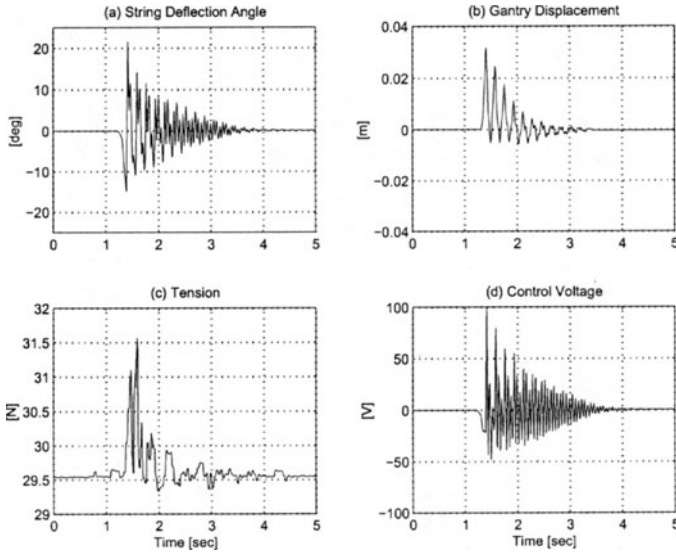 (a) String Deflection Angle
[deg]
20
10
0
−10
−20
0 1 2 3 4 5
(b) Gantry Displacement
[m]
0.04
0.02
0
−0.02
−0.04
0 1 2 3 4 5
(c) Tension
[N]
32
31.5
31
30.5
30
29.5
29
0 1 2 3 4 5
Time [sec]
(d) Control Voltage
[V]
100
50
0
−50
−100
0 1 2 3 4 5
Time [sec]